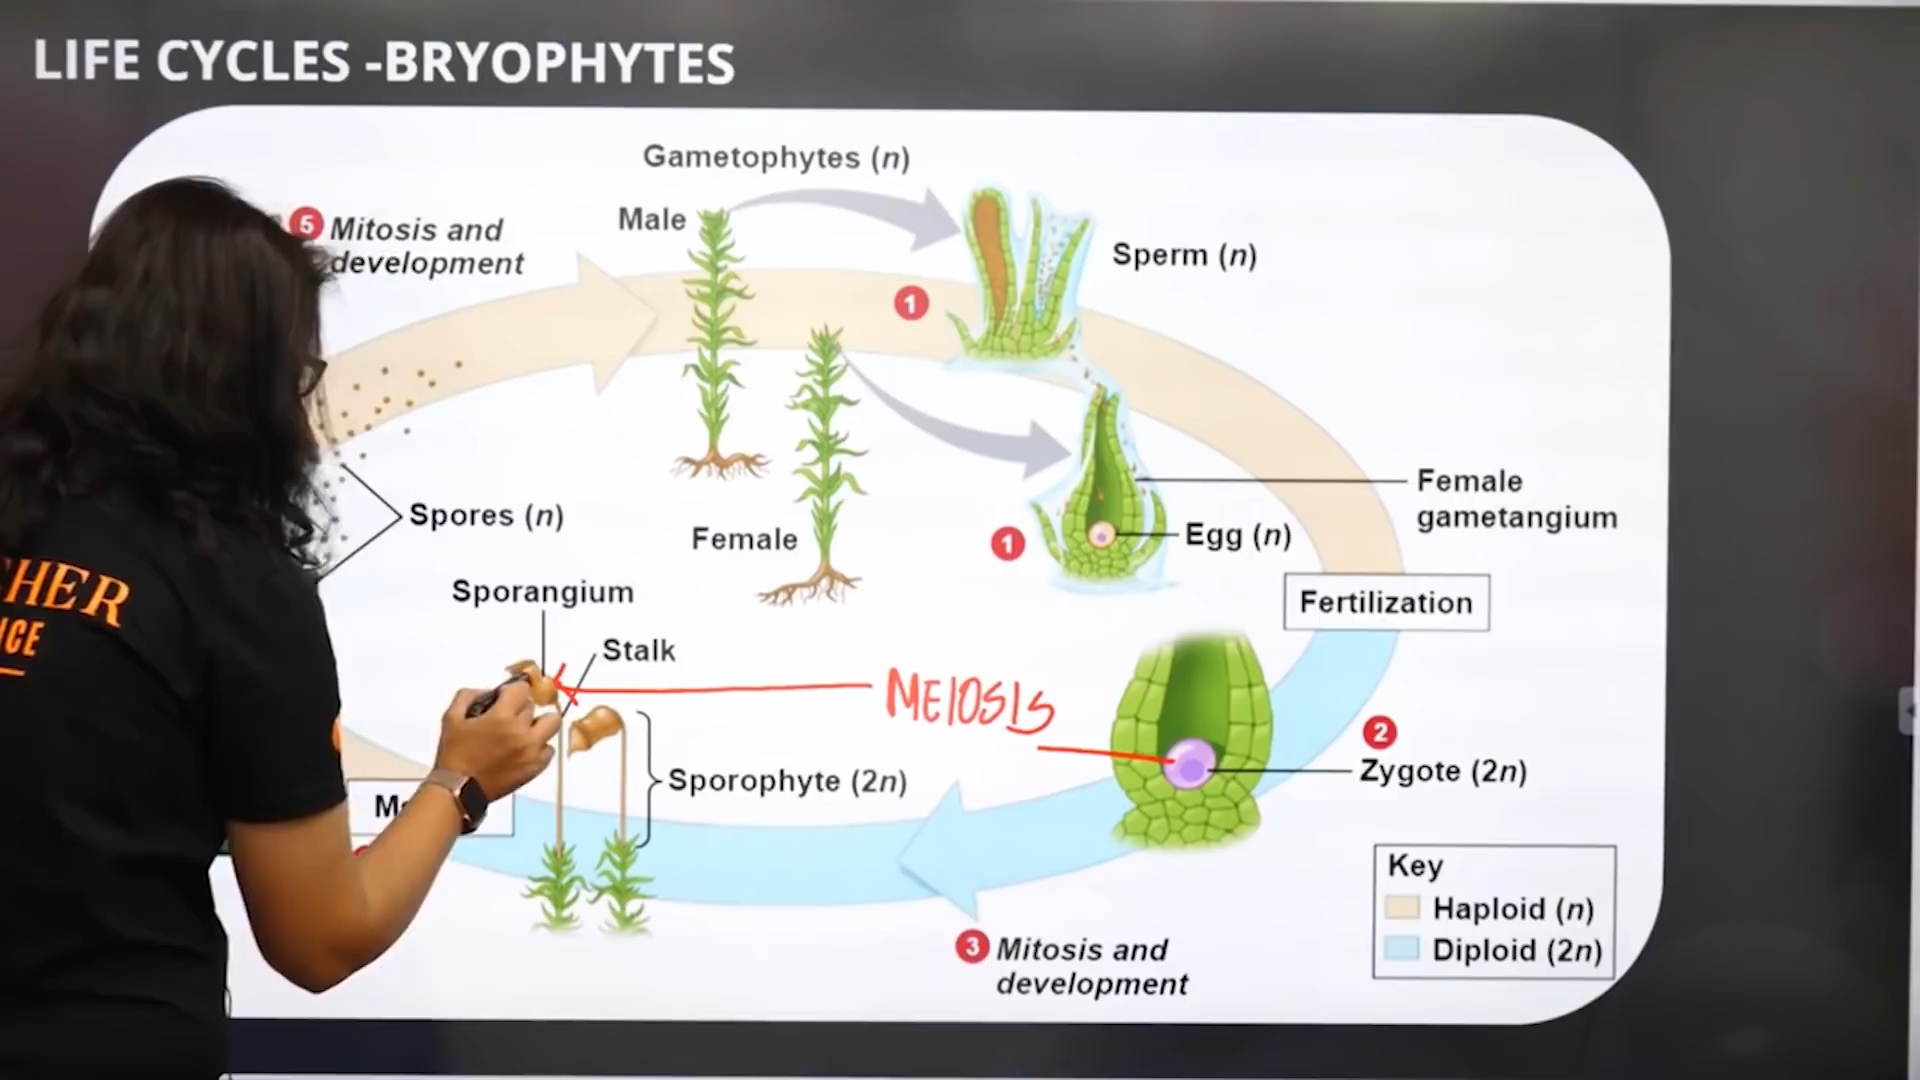 LIFE CYCLES -BRYOPHYTES
Gametophytes (n)
5 Mitosis and
development
Male
Sperm (n)
1
Female
gametangium
Spores (n)
Female
1
Egg (n)
Sporangium
Fertilization
Stalk
MEIOSIS
2
Zygote (2n)
Sporophyte (2n)
Key
Haploid (n)
Diploid (2n)
3 Mitosis and
development